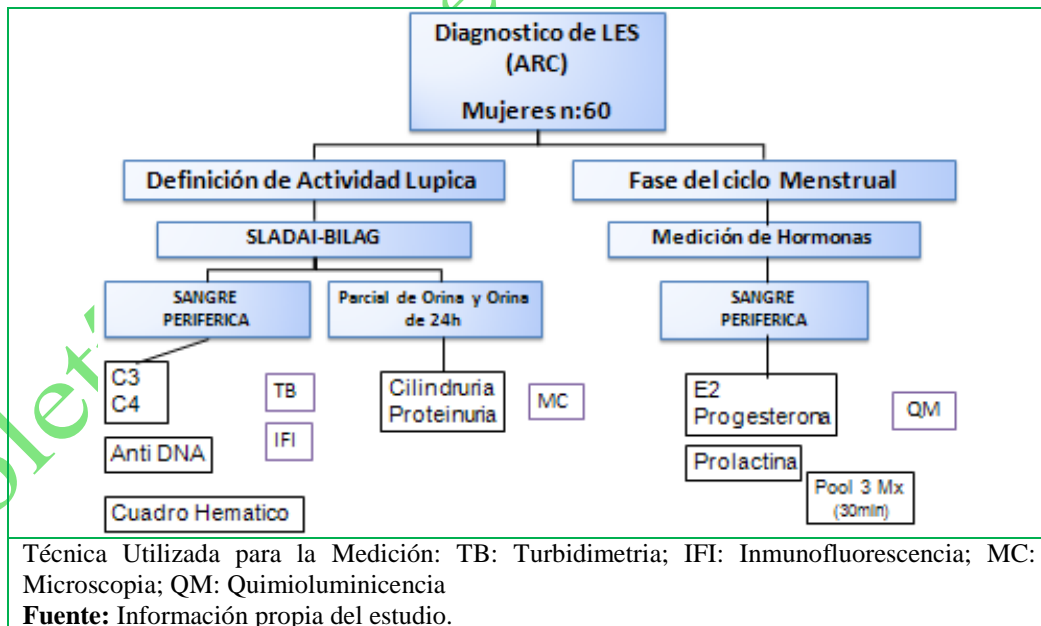 Diagnostico de LES
(ARC)
Mujeres n:60
Definición de Actividad Lupica
Fase del ciclo Menstrual
SLADAI-BILAG
Medición de Hormonas
SANGRE
PERIFERICA
Parcial de Orina y Orina
de 24h
SANGRE
PERIFERICA
C3
C4
TB
IFI
Anti DNA
Cuadro Hematico
Cilindruria
Proteinuria
MC
E2
Progesterona
QM
Prolactina
Pool 3 Mx
(30min)
Técnica Utilizada para la Medición: TB: Turbidimetria; IFI: Inmunofluorescencia; MC:
Microscopia; QM: Quimioluminicencia
Fuente: Información propia del estudio.